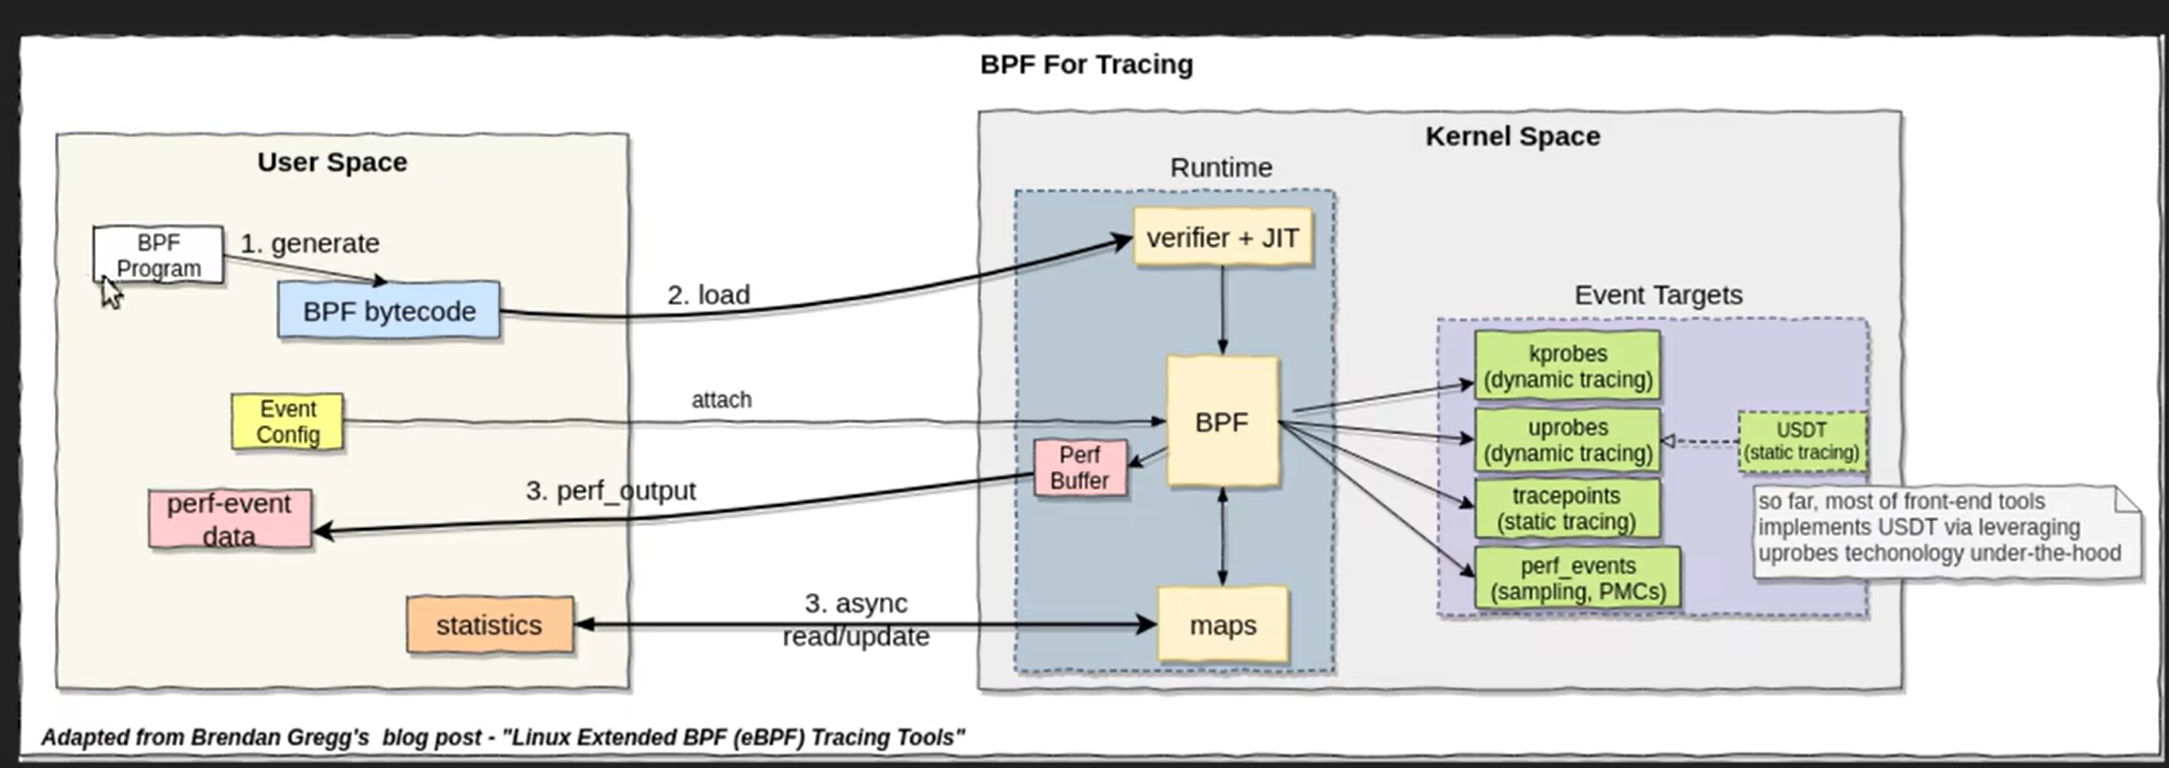 BPF For Tracing
User Space
BPF
Program
1. generate
BPF bytecode
2. load
Event
Config
attach
perf-event
data
3. perf_output
statistics
3. async
read/update
Kernel Space
Runtime
verifier + JIT
BPF
Perf
Buffer
maps
Event Targets
kprobes
(dynamic tracing)
uprobes
(dynamic tracing)
USDT
(static tracing)
tracepoints
(static tracing)
perf_events
(sampling, PMCs)
so far, most of front-end tools
implements USDT via leveraging
uprobes techonology under-the-hood
Adapted from Brendan Gregg's blog post - "Linux Extended BPF (eBPF) Tracing Tools"